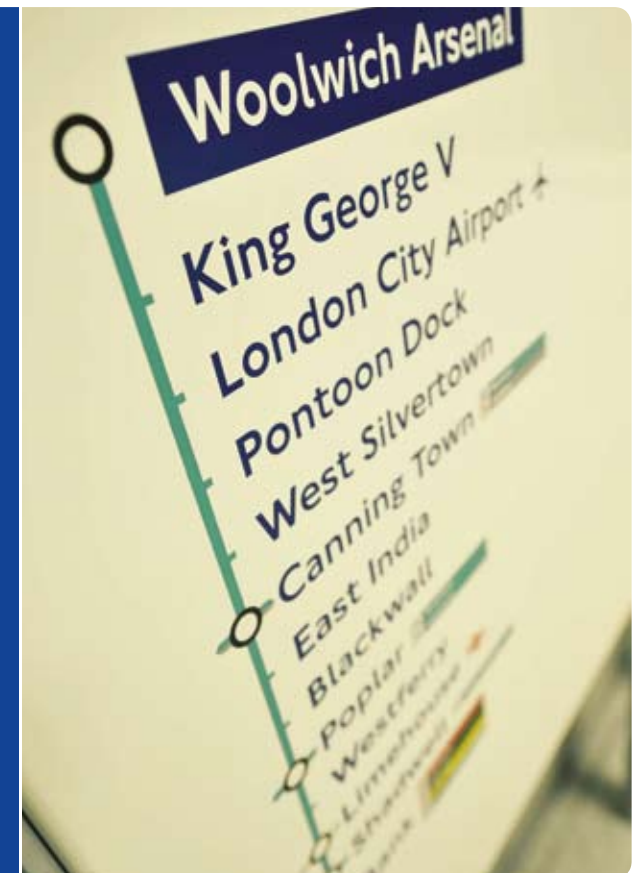 Woolwich Arsenal
King George V
London City Airport
Pontoon Dock
West Silvertown
Canning Town
East India
Blackwall
Poplar
Westferry
Limehouse
Shadwell